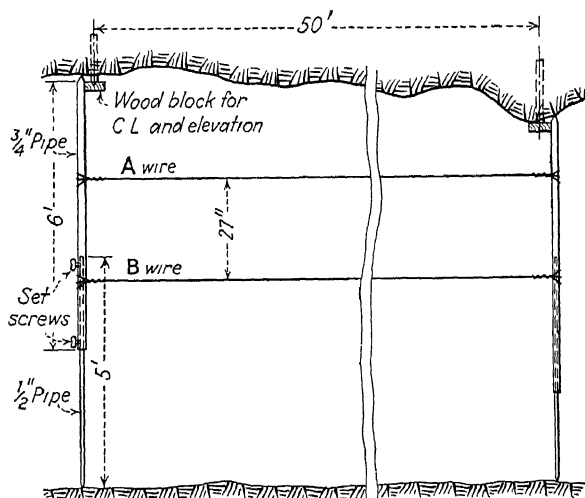 50'
Wood block for
C L and elevation
3/4" Pipe
A wire
6'
27"
B wire
Set
screws
5'
1/2" Pipe